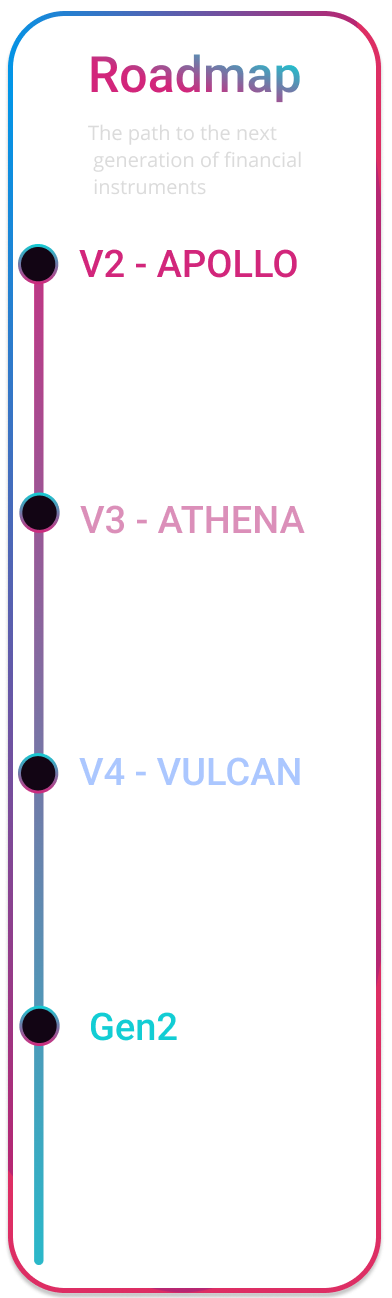 Roadmap
The path to the next
generation of financial
instruments
V2 - APOLLO
V3 - ATHENA
V4 - VULCAN
Gen2